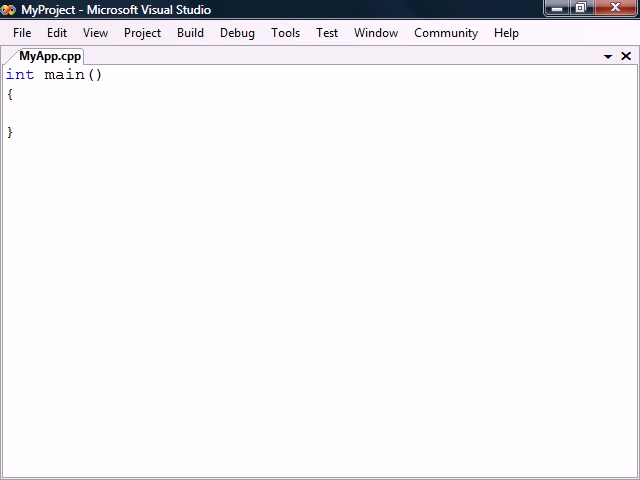 MyProject - Microsoft Visual Studio
File Edit View Project Build Debug Tools Test Window Community Help
MyApp.cpp
int main()
{
}